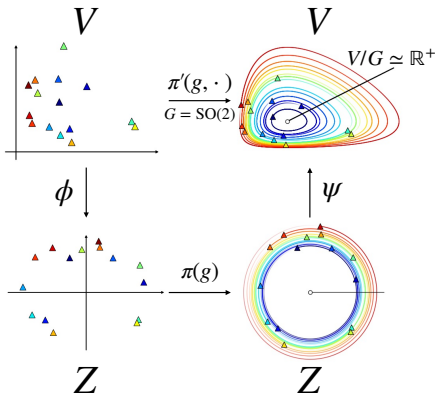 V
V
π′(g, ·)
G = SO(2)
V/G ≃ ℝ⁺
ϕ
ψ
π(g)
Z
Z